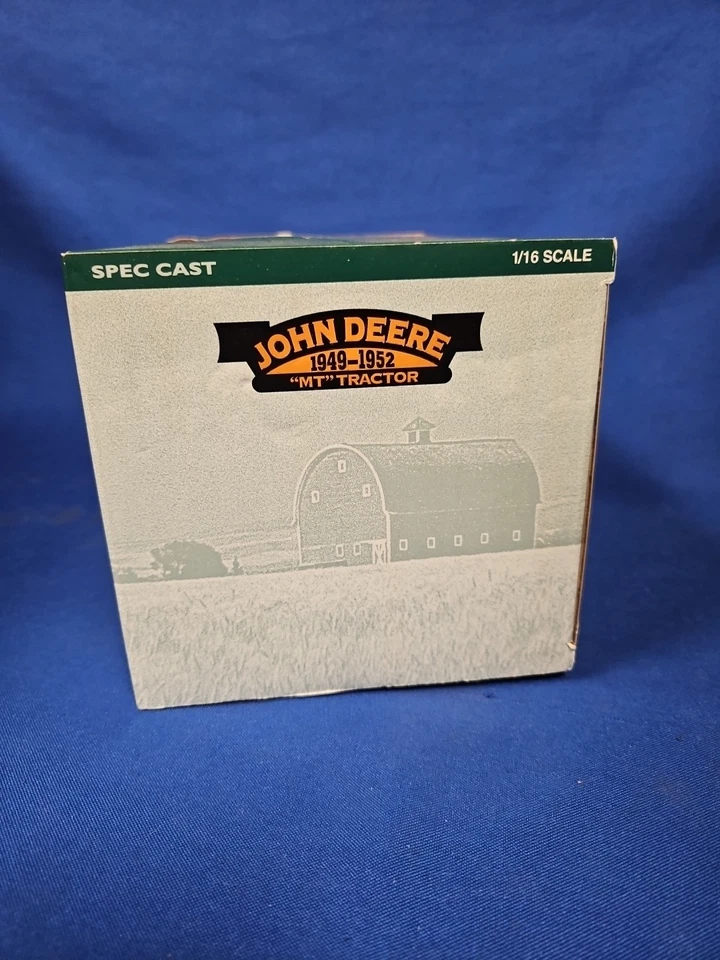 SPEC CAST
1/16 SCALE
JOHN DEERE
1949-1952
"MT" TRACTOR